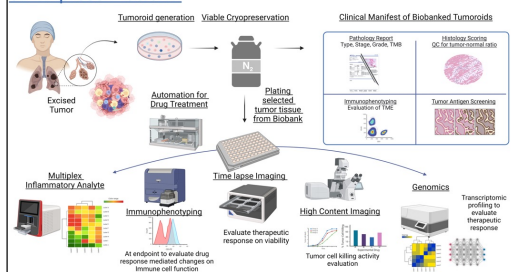 Tumoroid generation
Viable Cryopreservation
Clinical Manifest of Biobanked Tumoroids
Pathology Report
Type, Stage, Grade, TMB
Histology Scoring
QC for tumor-normal ratio
N₂
Excised
Tumor
Automation for
Drug Treatment
Plating
selected
tumor tissue
from Biobank
Immunophenotyping
Evaluation of TME
Tumor Antigen Screening
Multiplex
Inflammatory Analyte
Immunophenotyping
At endpoint to evaluate drug
response mediated changes on
Immune cell function
Time lapse Imaging
Evaluate therapeutic
response on viability
High Content Imaging
Tumor cell killing activity
evaluation
Genomics
Transcriptomic
profiling to
evaluate
therapeutic
response